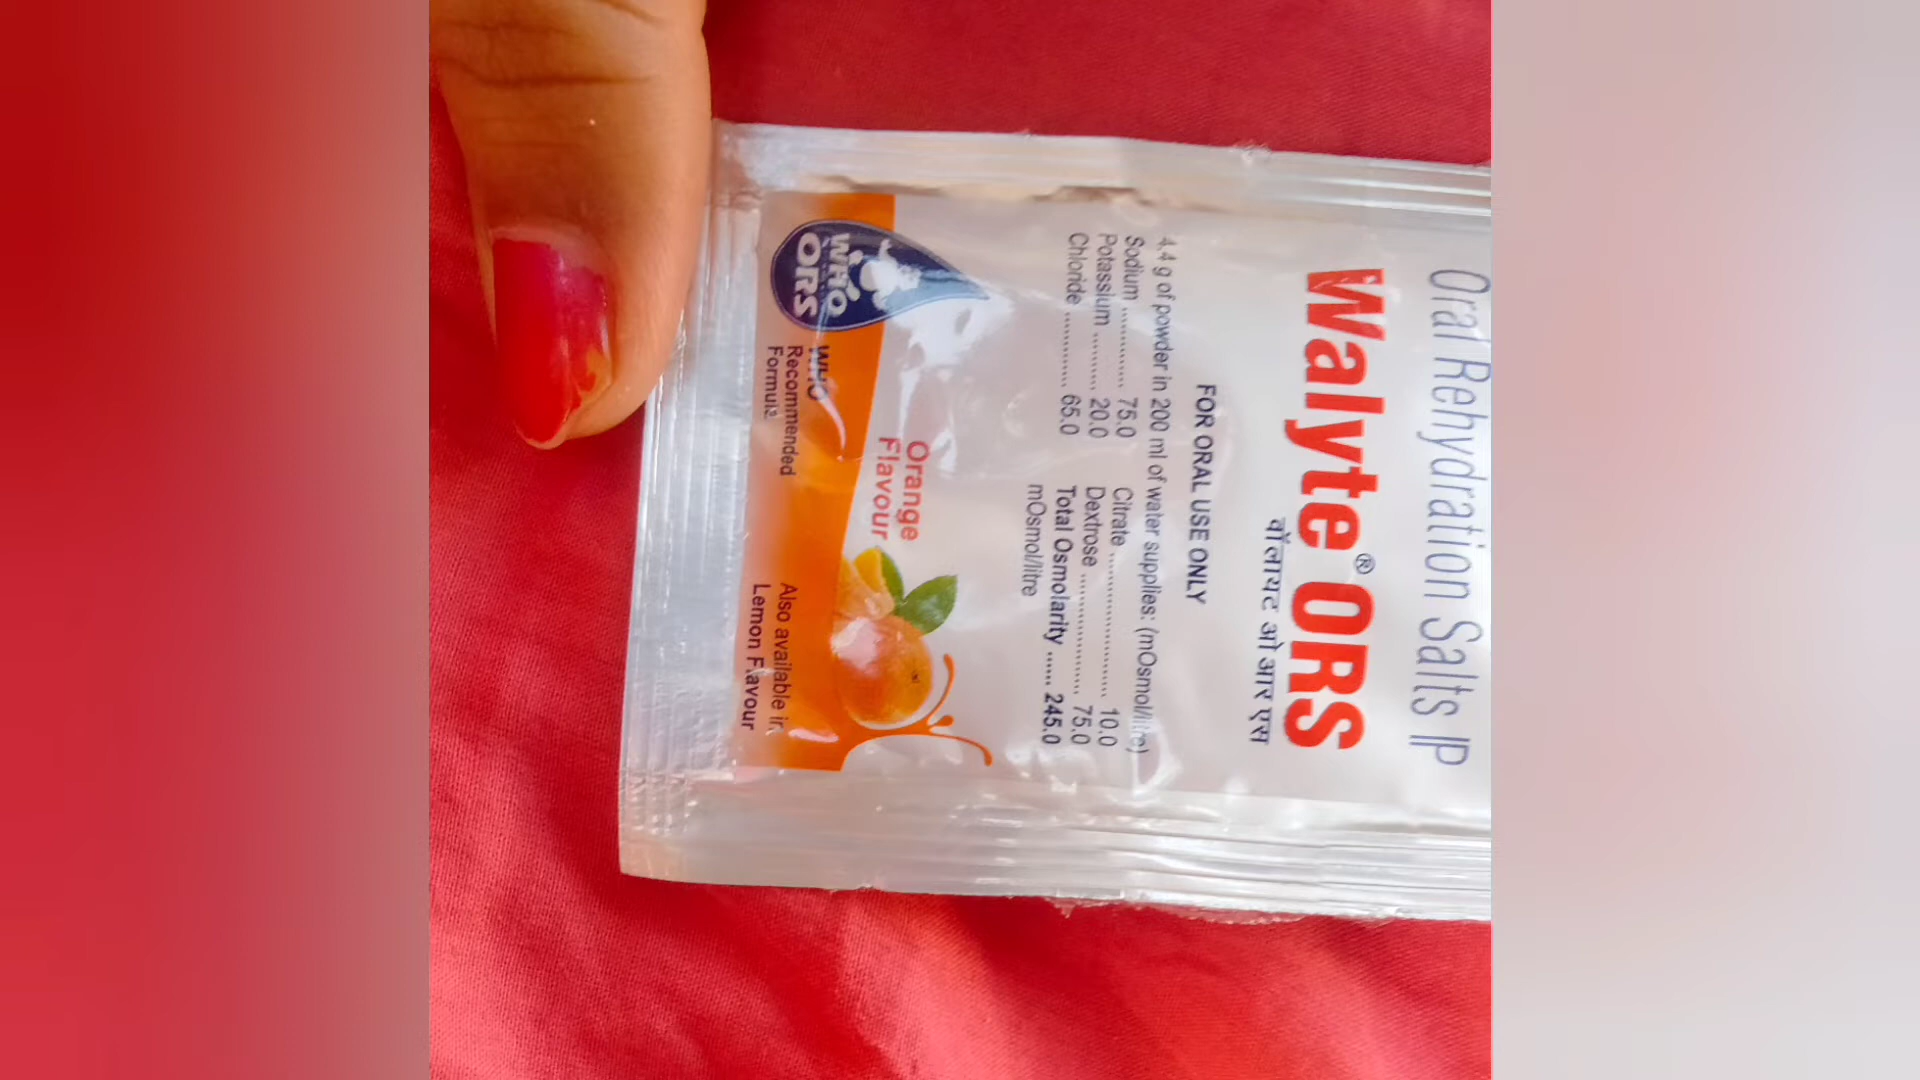 Oral Rehydration Salts IP
Walyte® ORS
वॉलायट ओ आर एस
FOR ORAL USE ONLY
4.4 g of powder in 200 ml of water supplies: (mOsmol/litre)
Sodium ............. 75.0
Potassium .......... 20.0
Chloride ............. 65.0
Citrate ........................ 10.0
Dextrose ..................... 75.0
Total Osmolarity ...... 245.0
mOsmol/litre
Orange
Flavour
WHO
ORS
WHO
Recommended
Formula
Also available in
Lemon Flavour